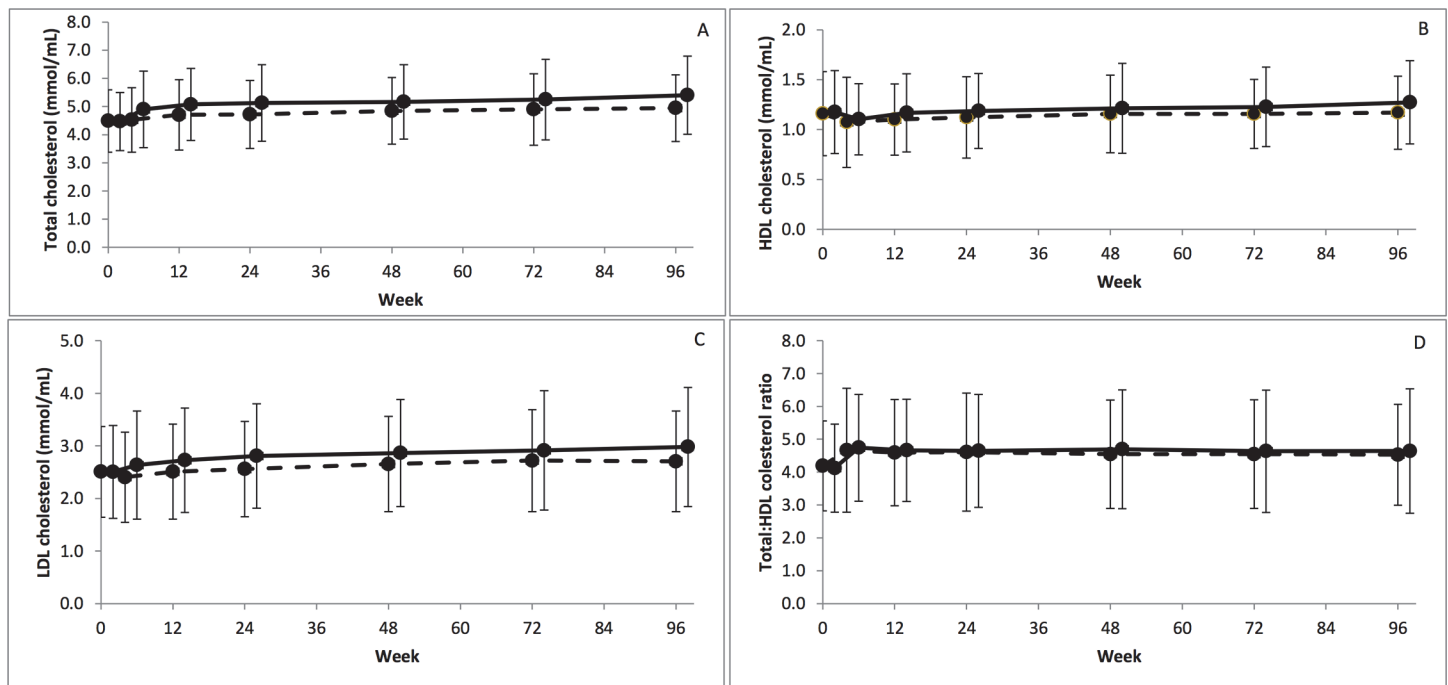 A
Total cholesterol (mmol/mL)
8.0
7.0
6.0
5.0
4.0
3.0
2.0
1.0
0.0
0 12 24 36 48 60 72 84 96
Week
B
HDL cholesterol (mmol/mL)
2.0
1.5
1.0
0.5
0.0
0 12 24 36 48 60 72 84 96
Week
C
LDL cholesterol (mmol/mL)
5.0
4.0
3.0
2.0
1.0
0.0
0 12 24 36 48 60 72 84 96
Week
D
Total:HDL colesterol ratio
8.0
7.0
6.0
5.0
4.0
3.0
2.0
1.0
0.0
0 12 24 36 48 60 72 84 96
Week